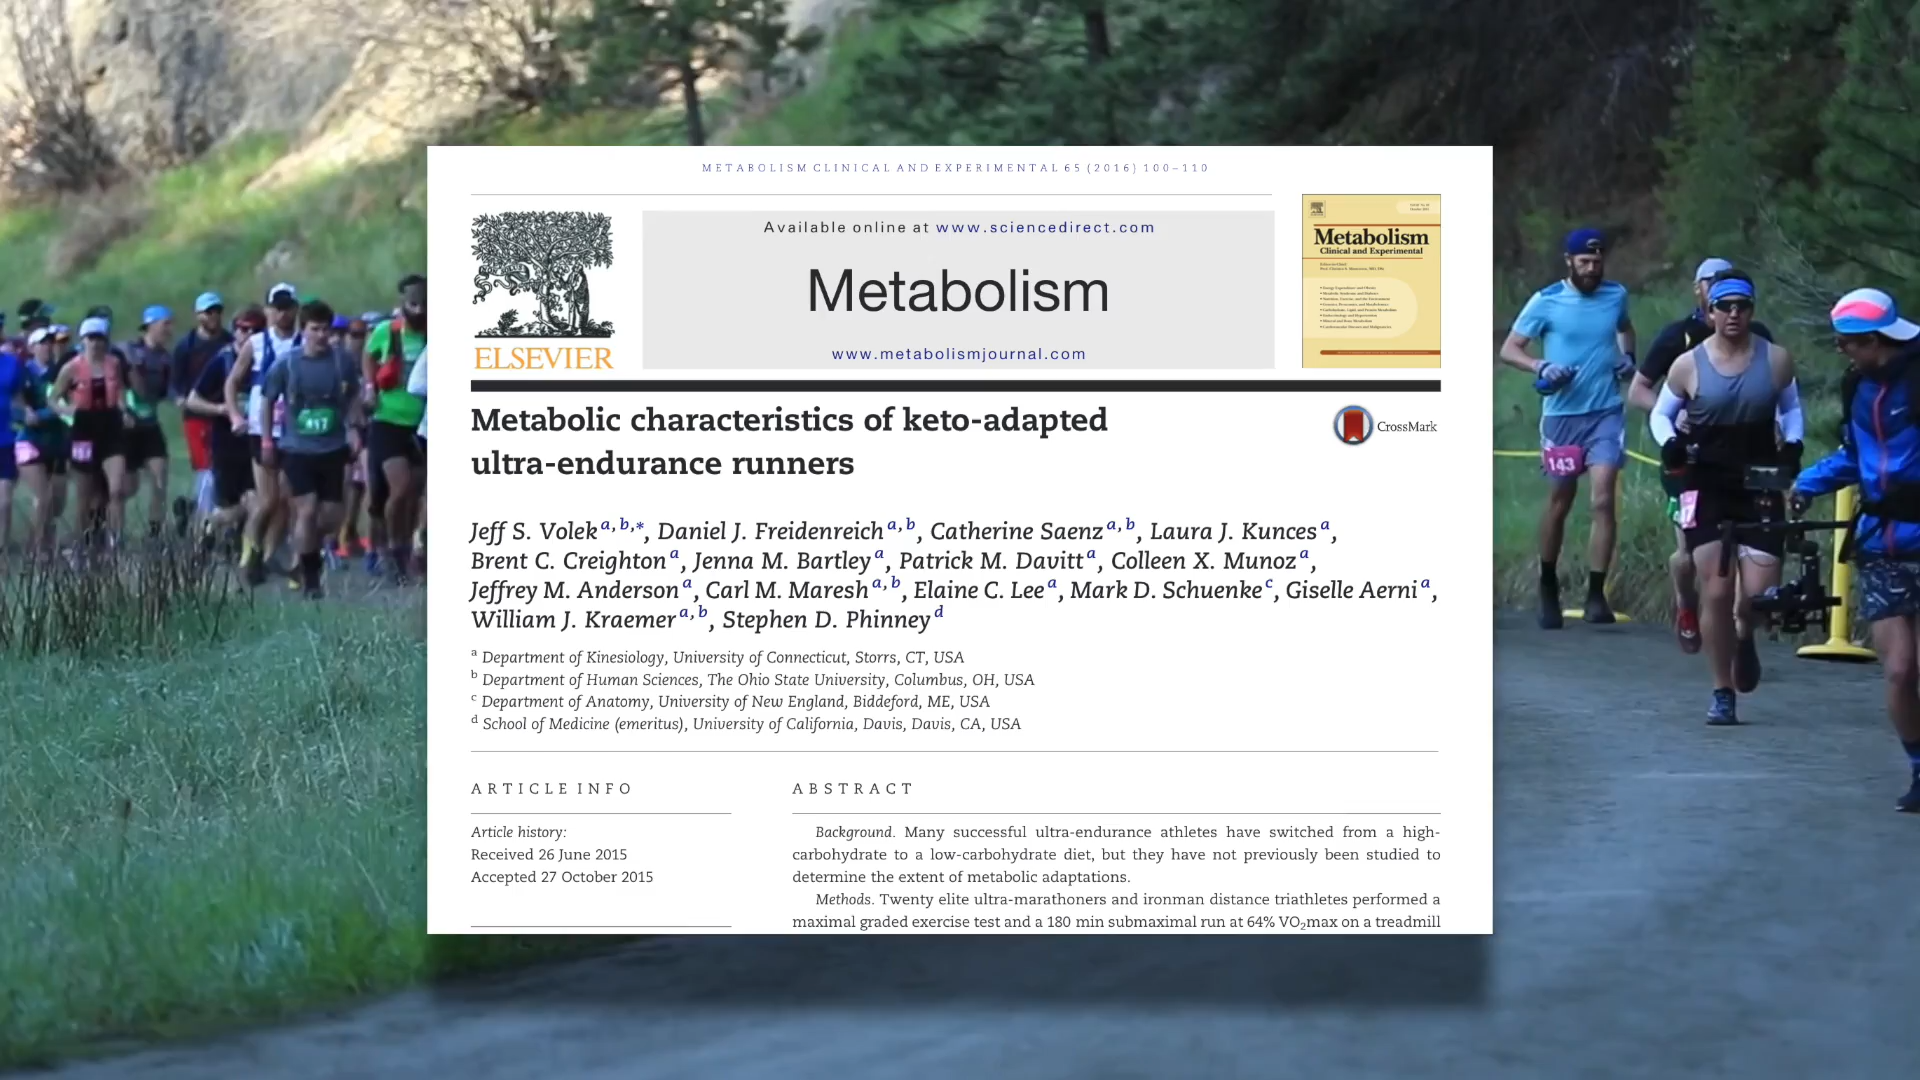 METABOLISM CLINICAL AND EXPERIMENTAL 65 (2016) 100–110
Available online at www.sciencedirect.com
Metabolism
www.metabolismjournal.com
ELSEVIER
Metabolism
Clinical and Experimental
Metabolic characteristics of keto-adapted
ultra-endurance runners
CrossMark
Jeff S. Volek a, b,*, Daniel J. Freidenreich a, b, Catherine Saenz a, b, Laura J. Kunces a,
Brent C. Creighton a, Jenna M. Bartley a, Patrick M. Davitt a, Colleen X. Munoz a,
Jeffrey M. Anderson a, Carl M. Maresh a, b, Elaine C. Lee a, Mark D. Schuenke c, Giselle Aerni a,
William J. Kraemer a, b, Stephen D. Phinney d
a Department of Kinesiology, University of Connecticut, Storrs, CT, USA
b Department of Human Sciences, The Ohio State University, Columbus, OH, USA
c Department of Anatomy, University of New England, Biddeford, ME, USA
d School of Medicine (emeritus), University of California, Davis, Davis, CA, USA
ARTICLE INFO
Article history:
Received 26 June 2015
Accepted 27 October 2015
ABSTRACT
Background. Many successful ultra-endurance athletes have switched from a high-
carbohydrate to a low-carbohydrate diet, but they have not previously been studied to
determine the extent of metabolic adaptations.
Methods. Twenty elite ultra-marathoners and ironman distance triathletes performed a
maximal graded exercise test and a 180 min submaximal run at 64% VO2max on a treadmill
417
143